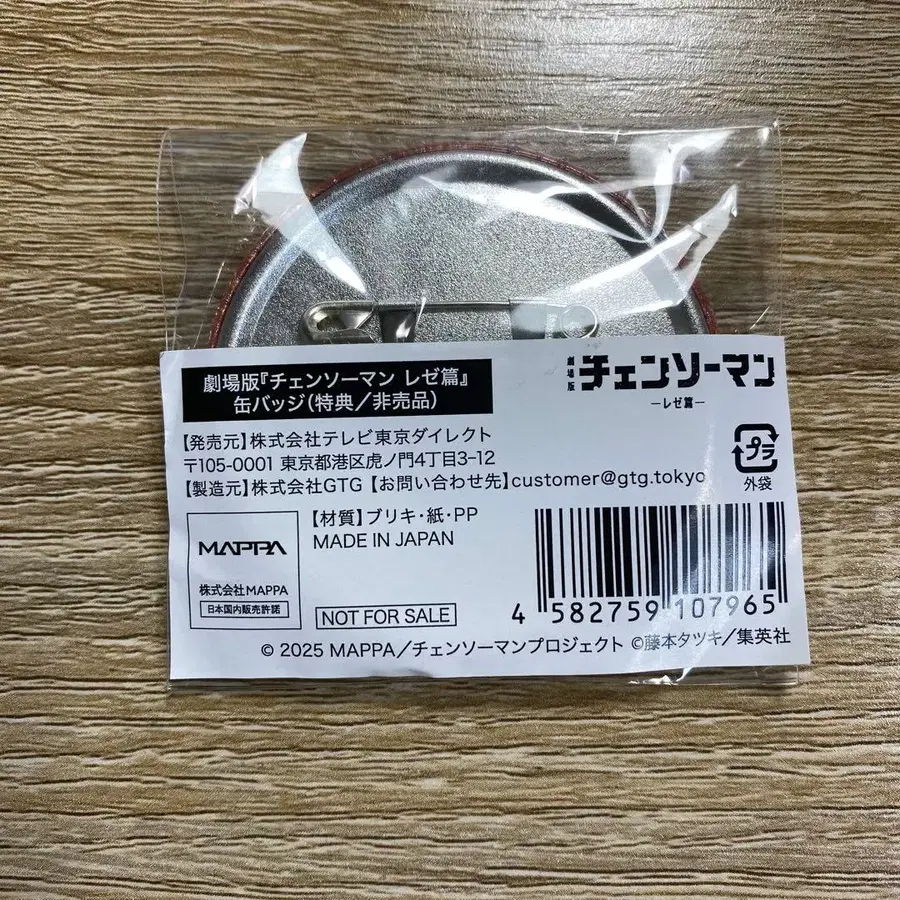 劇場版『チェンソーマン レゼ篇』
缶バッジ(特典/非売品)
劇場版 チェンソーマン
―レゼ篇―
【発売元】株式会社テレビ東京ダイレクト
〒105-0001 東京都港区虎ノ門4丁目3-12
【製造元】株式会社GTG 【お問い合わせ先】customer@gtg.tokyo
プラ
外袋
MAPPA
株式会社MAPPA
日本国内販売許諾
【材質】ブリキ・紙・PP
MADE IN JAPAN
NOT FOR SALE
4 582759 107965
© 2025 MAPPA/チェンソーマンプロジェクト ©藤本タツキ/集英社